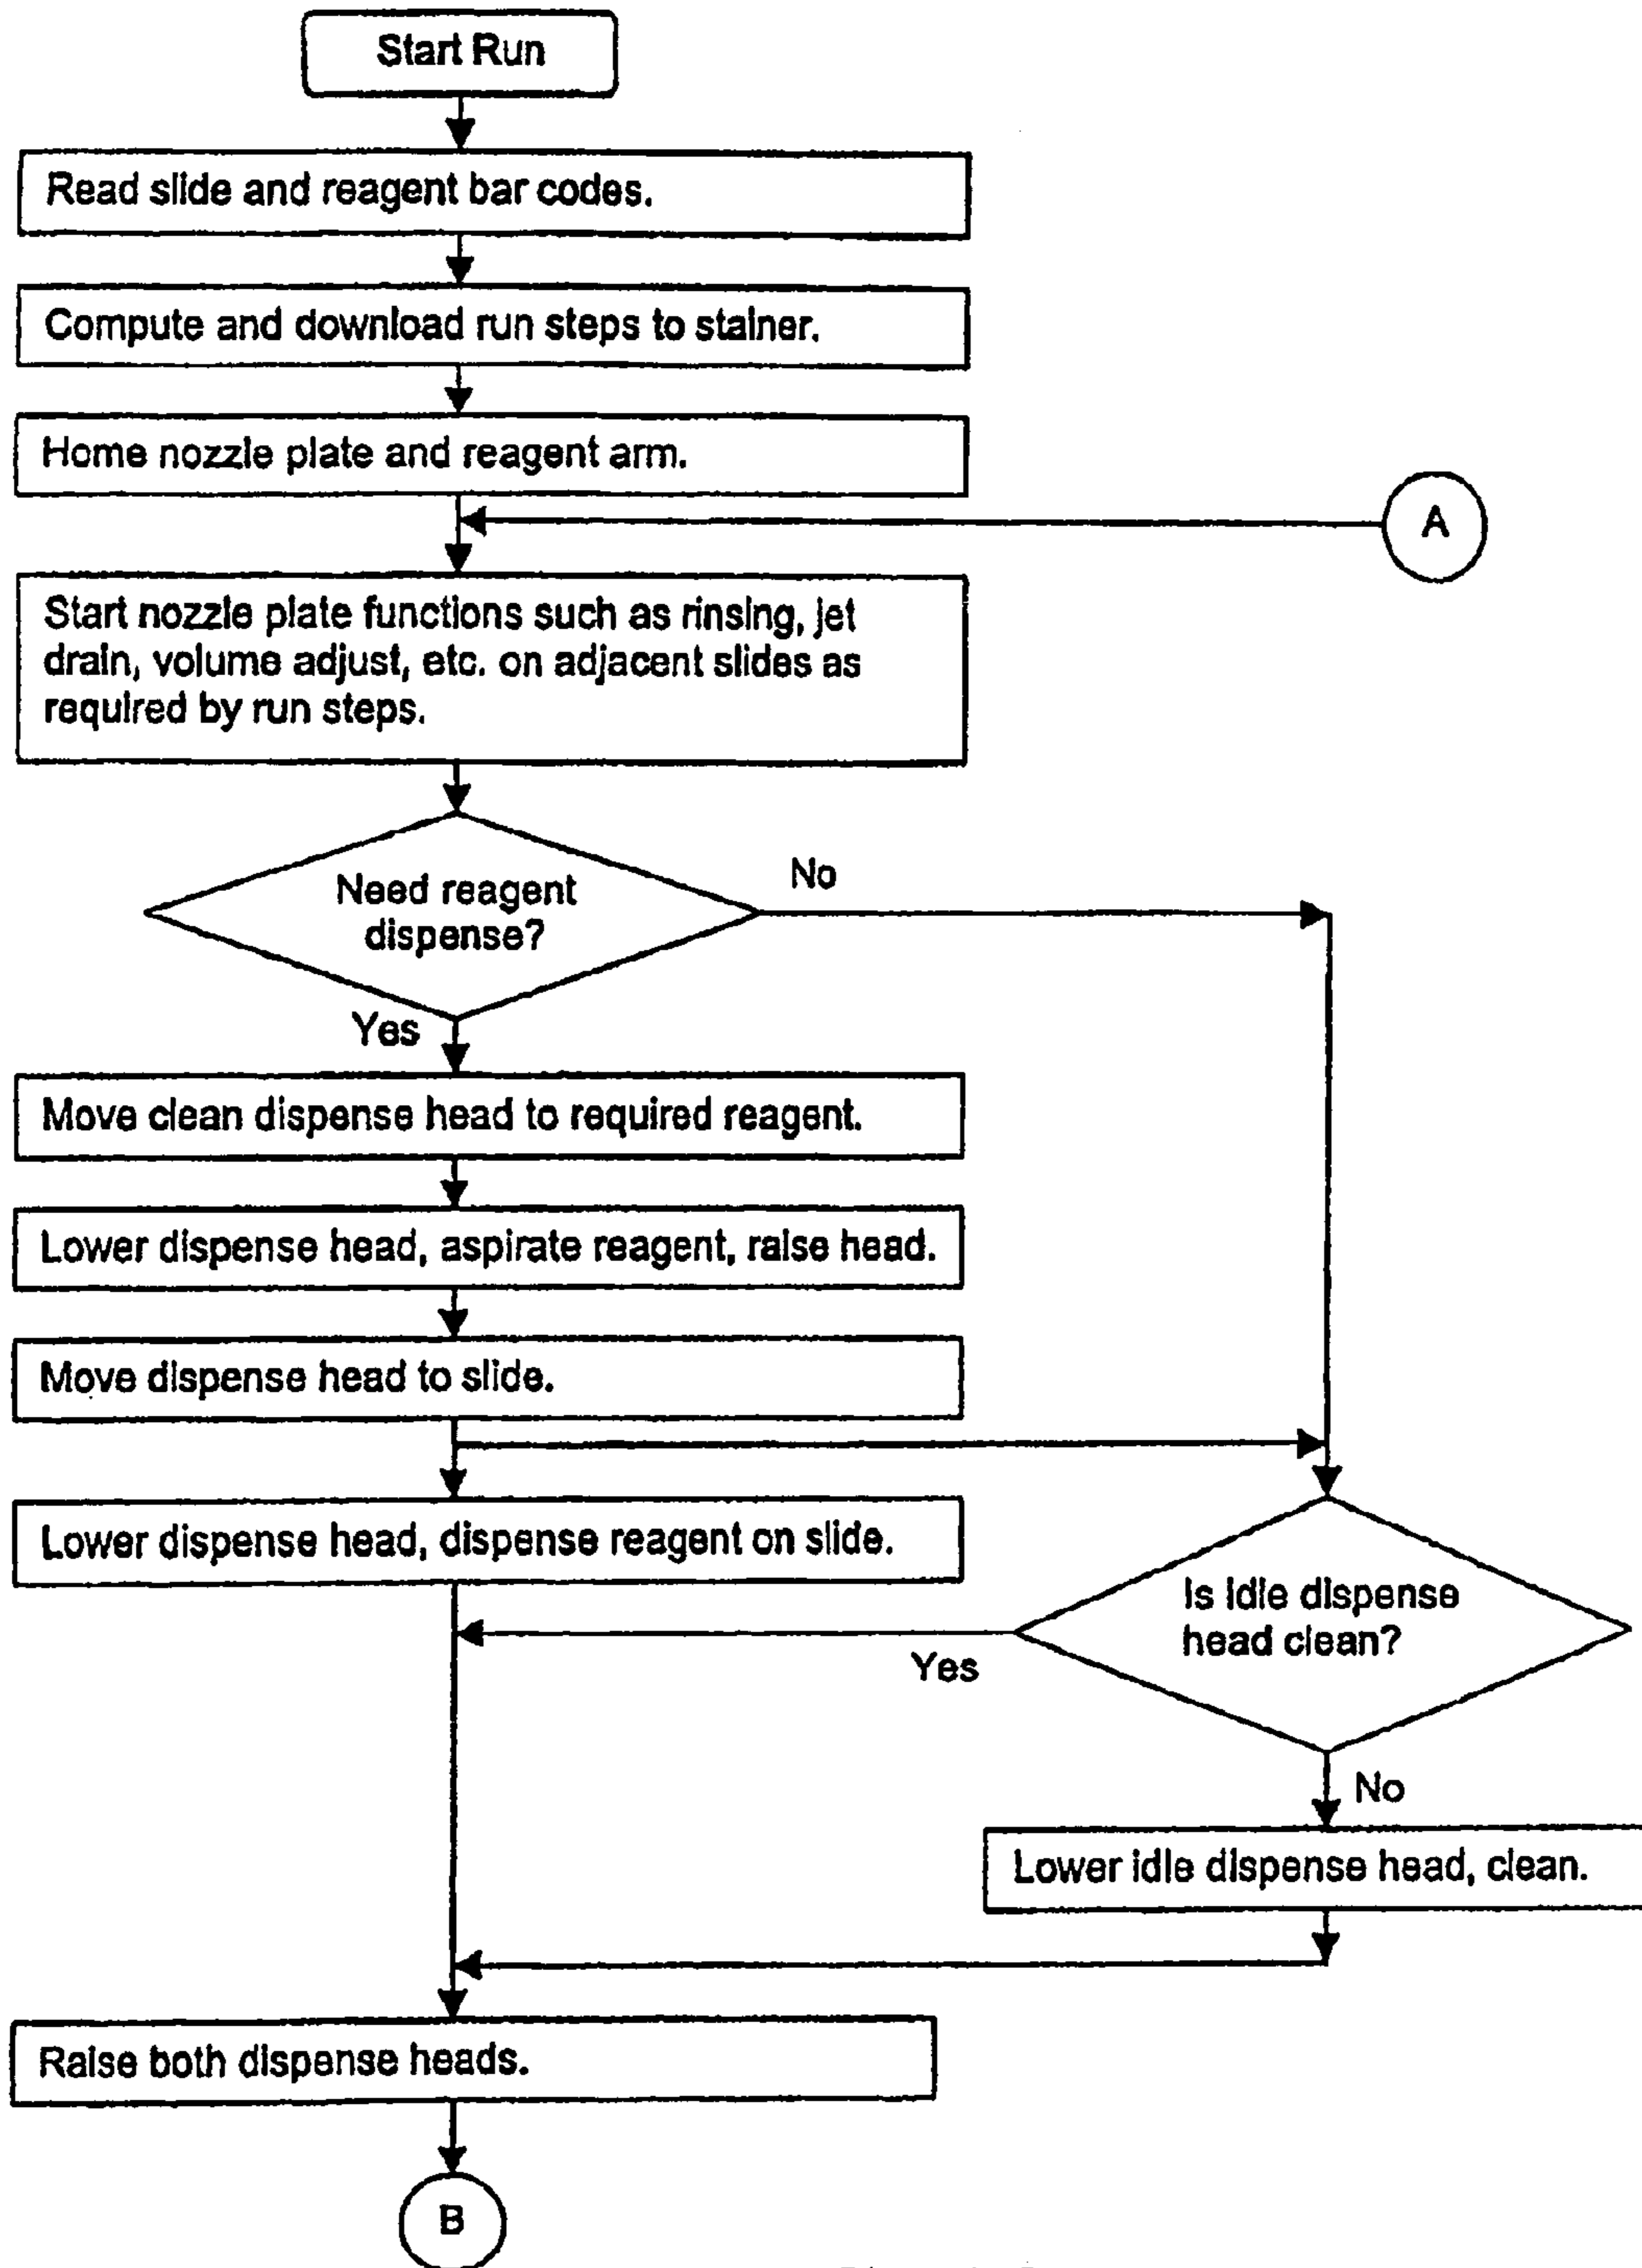 Start Run
Read slide and reagent bar codes.
Compute and download run steps to stainer.
Home nozzle plate and reagent arm.
A
Start nozzle plate functions such as rinsing, jet
drain, volume adjust, etc. on adjacent slides as
required by run steps.
Need reagent
dispense?
No
Yes
Move clean dispense head to required reagent.
Lower dispense head, aspirate reagent, raise head.
Move dispense head to slide.
Lower dispense head, dispense reagent on slide.
Is idle dispense
head clean?
Yes
No
Lower idle dispense head, clean.
Raise both dispense heads.
B